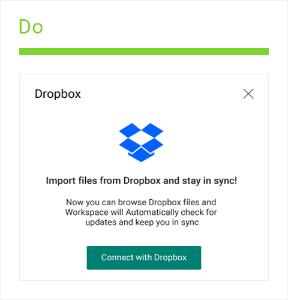 Do
Dropbox
Import files from Dropbox and stay in sync!
Now you can browse Dropbox files and
Workspace will Automatically check for
updates and keep you in sync
Connect with Dropbox